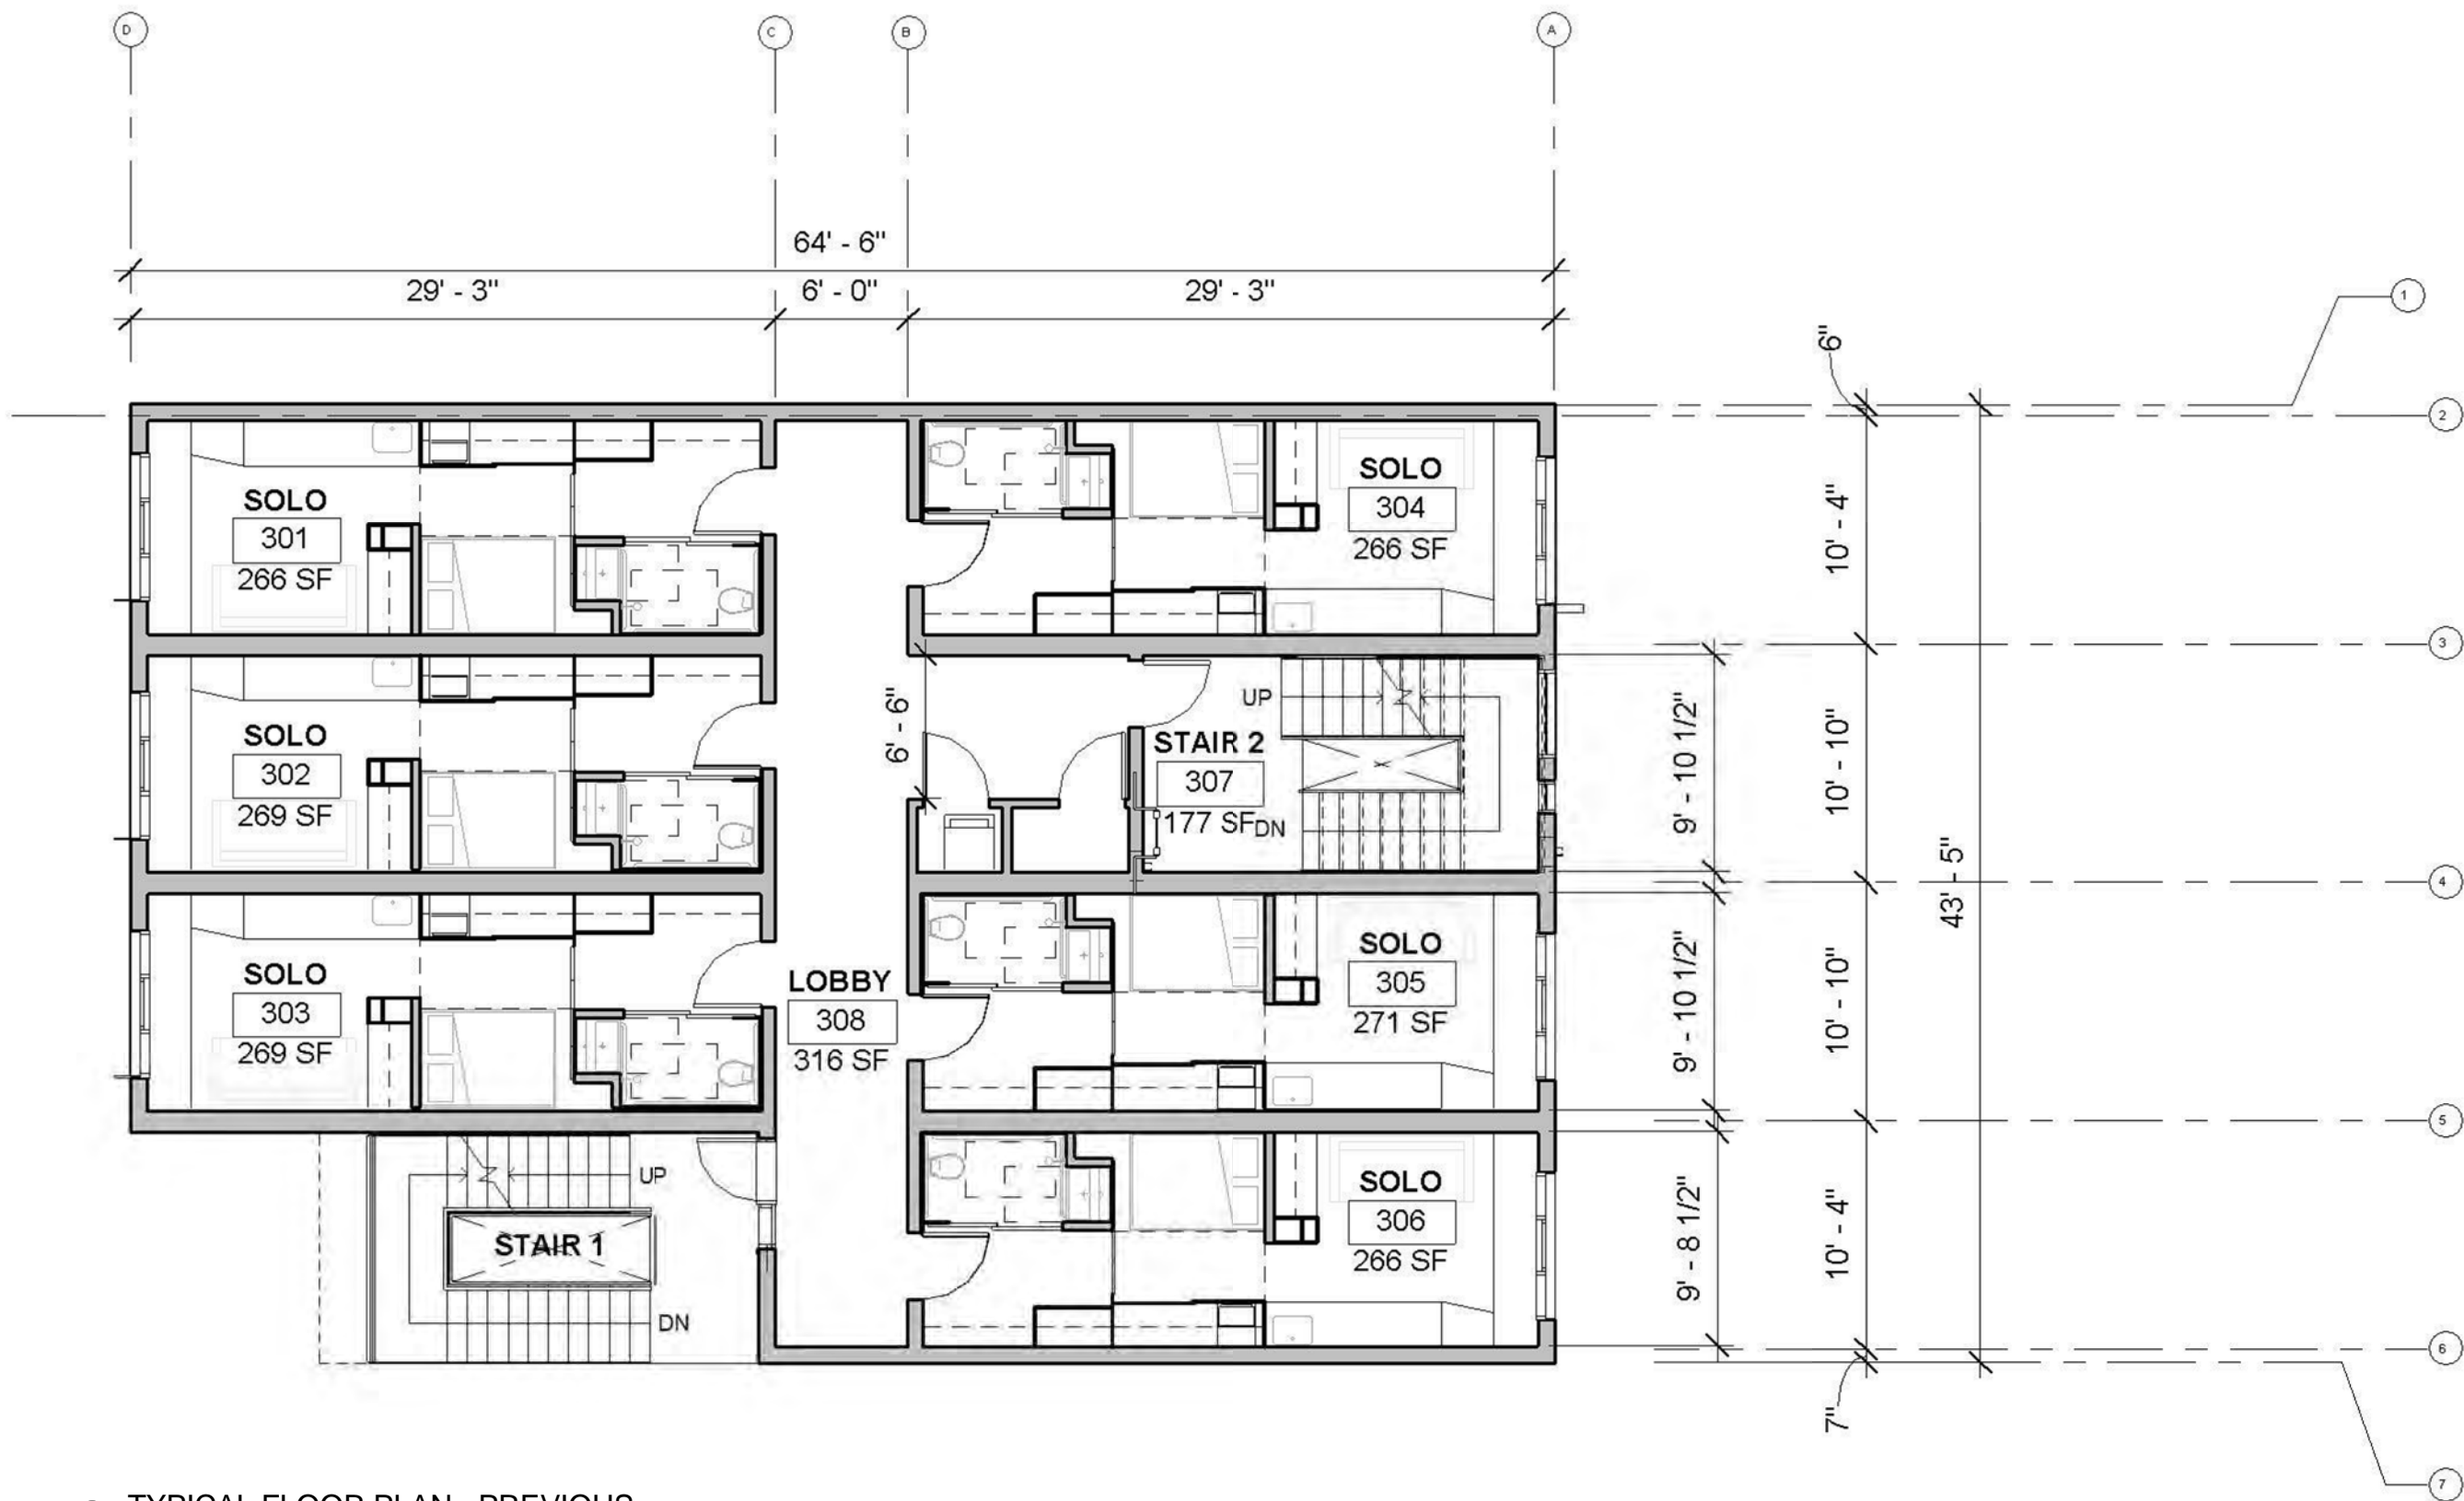 D
C
B
A
64' - 6"
29' - 3"
6' - 0"
29' - 3"
1
6"
2
SOLO
301
266 SF
SOLO
304
266 SF
10' - 4"
3
SOLO
302
269 SF
6' - 6"
UP
STAIR 2
307
177 SF
DN
9' - 10 1/2"
10' - 10"
43' - 5"
4
SOLO
303
269 SF
LOBBY
308
316 SF
SOLO
305
271 SF
9' - 10 1/2"
10' - 10"
5
UP
STAIR 1
DN
SOLO
306
266 SF
9' - 8 1/2"
10' - 4"
6
7"
7
TYPICAL FLOOR PLAN - PREVIOUS